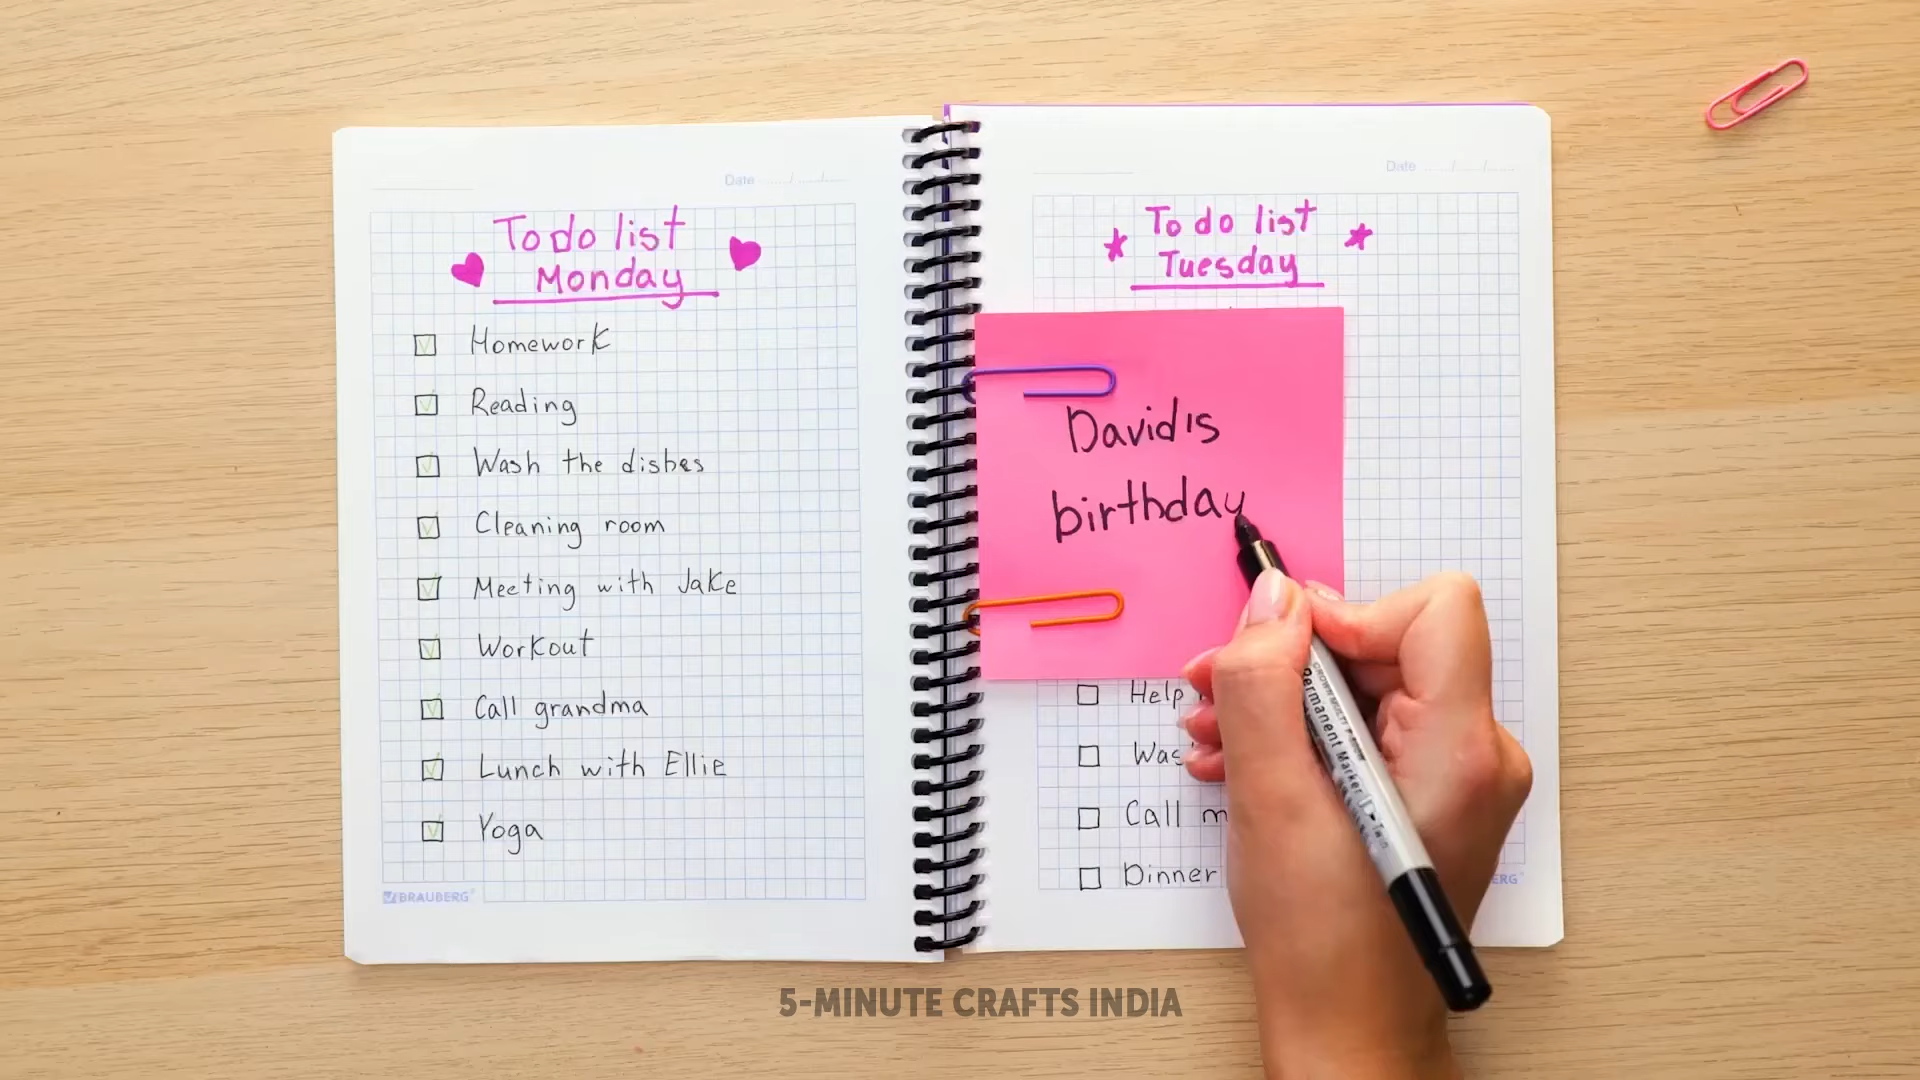 Date ....../....../......
To do list
Monday
Homework
Reading
Wash the dishes
Cleaning room
Meeting with Jake
Workout
Call grandma
Lunch with Ellie
Yoga
BRAUBERG
Date ....../....../......
To do list
Tuesday
David's
birthday
Help
Call
Dinner
Permanent Marker
5-MINUTE CRAFTS INDIA